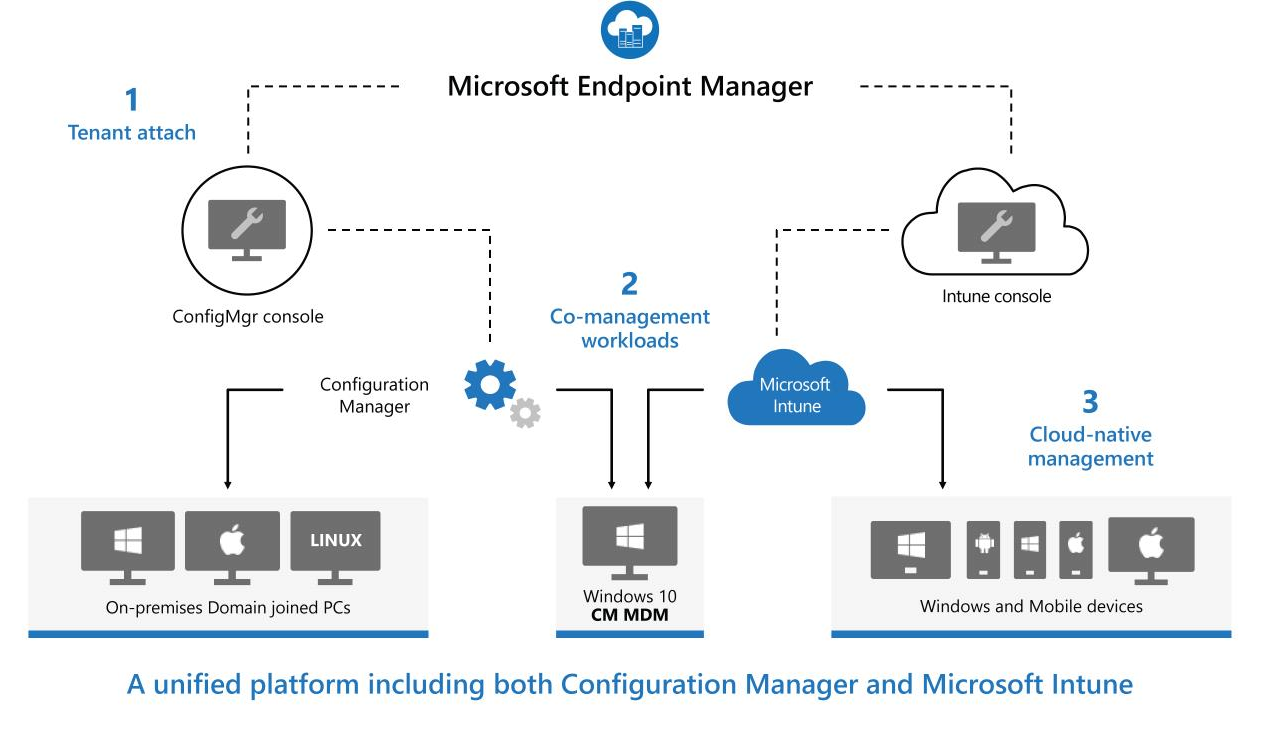 Microsoft Endpoint Manager
1
Tenant attach
ConfigMgr console
Intune console
2
Co-management
workloads
Configuration
Manager
Microsoft
Intune
3
Cloud-native
management
LINUX
On-premises Domain joined PCs
Windows 10
CM MDM
Windows and Mobile devices
A unified platform including both Configuration Manager and Microsoft Intune